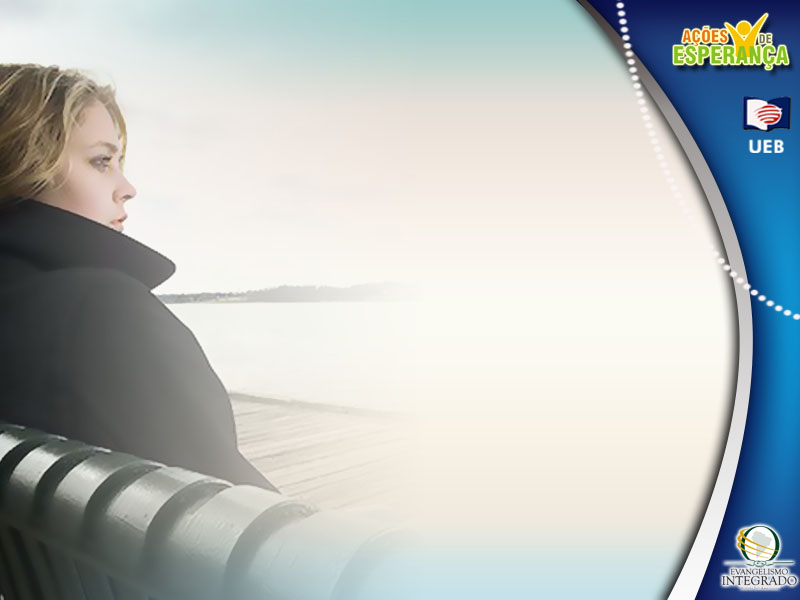 AÇÕES DE
ESPERANÇA
UEB
EVANGELISMO
INTEGRADO